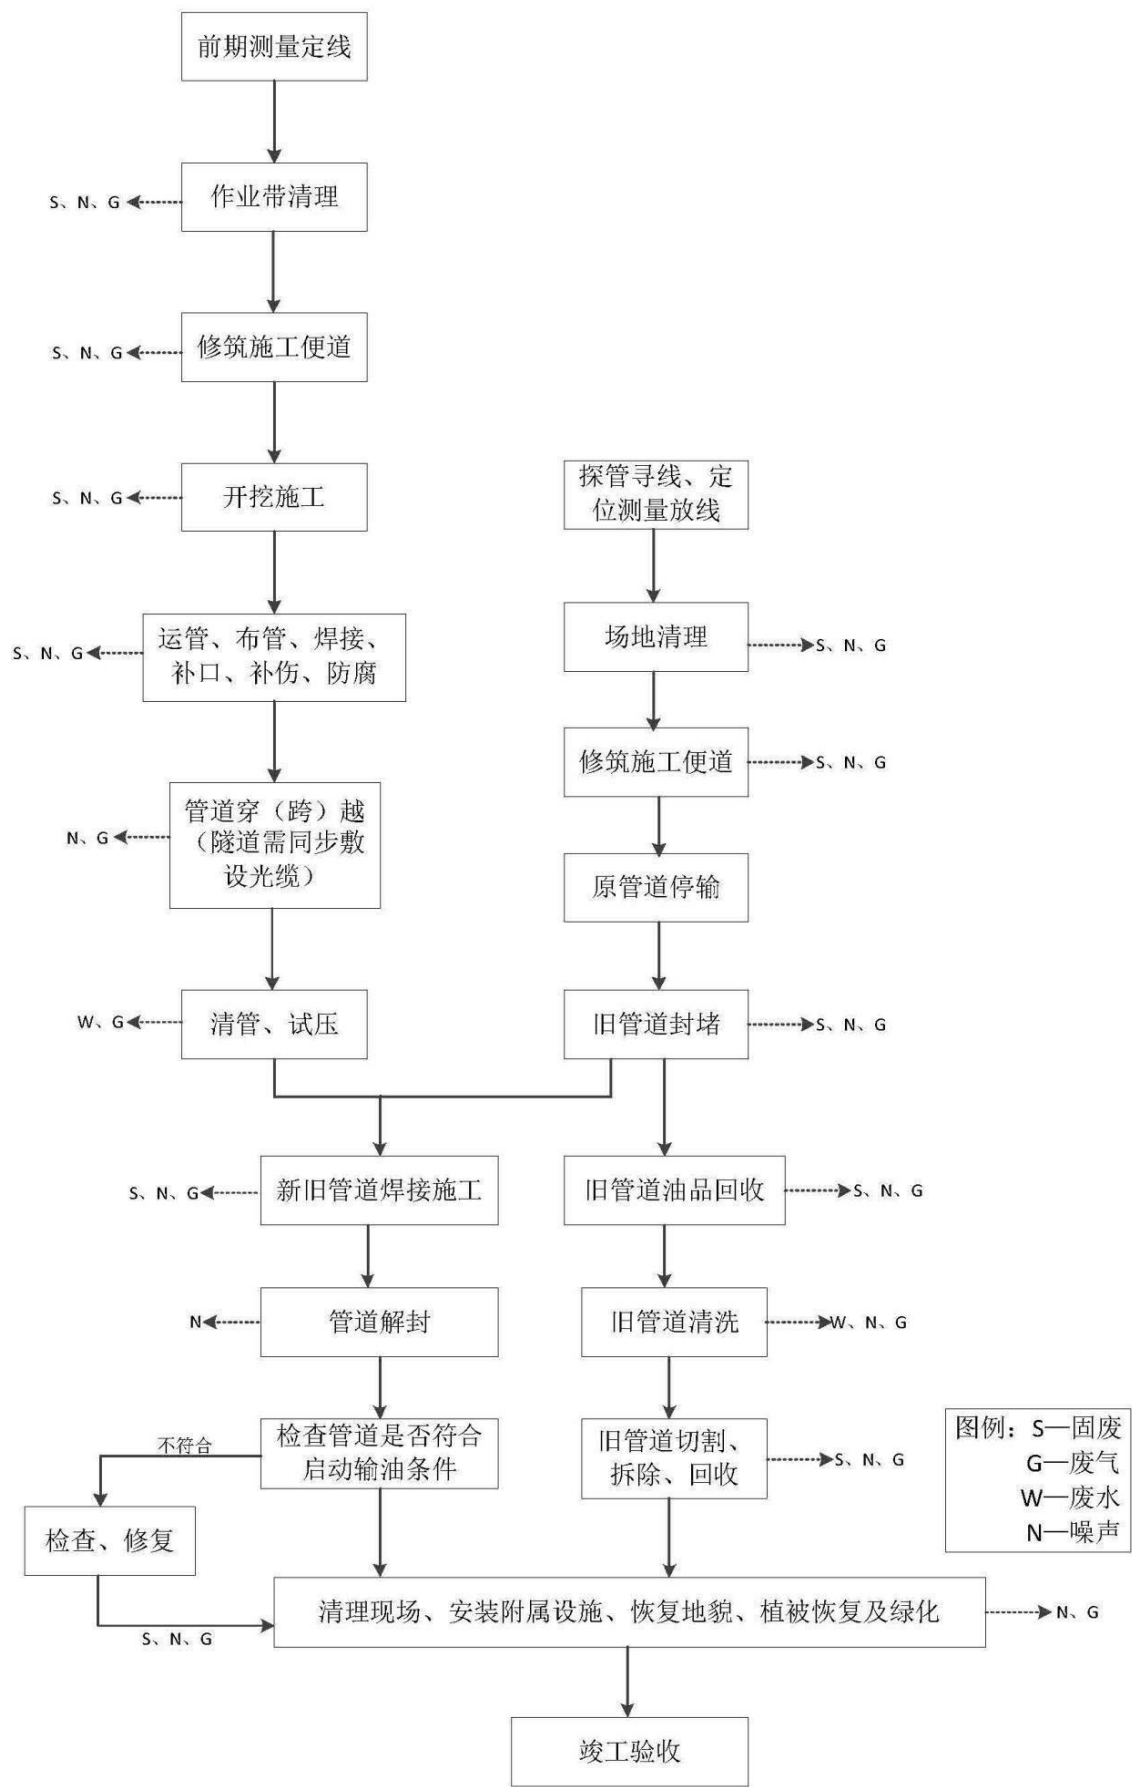 前期测量定线
作业带清理
S、N、G
修筑施工便道
S、N、G
开挖施工
S、N、G
运管、布管、焊接、
补口、补伤、防腐
S、N、G
管道穿（跨）越
（隧道需同步敷
设光缆）
N、G
清管、试压
W、G
探管寻线、定
位测量放线
场地清理
S、N、G
修筑施工便道
S、N、G
原管道停输
旧管道封堵
S、N、G
新旧管道焊接施工
S、N、G
管道解封
N
检查管道是否符合
启动输油条件
不符合
检查、修复
S、N、G
旧管道油品回收
S、N、G
旧管道清洗
W、N、G
旧管道切割、
拆除、回收
S、N、G
清理现场、安装附属设施、恢复地貌、植被恢复及绿化
N、G
竣工验收
图例：S—固废
G—废气
W—废水
N—噪声